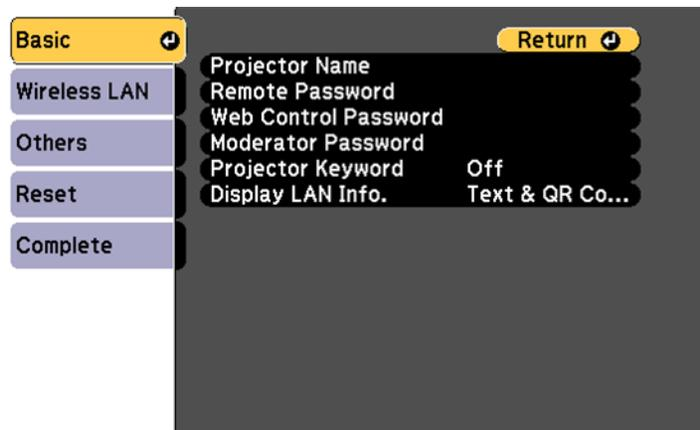 Basic
Wireless LAN
Others
Reset
Complete
Return
Projector Name
Remote Password
Web Control Password
Moderator Password
Projector Keyword Off
Display LAN Info. Text & QR Co...